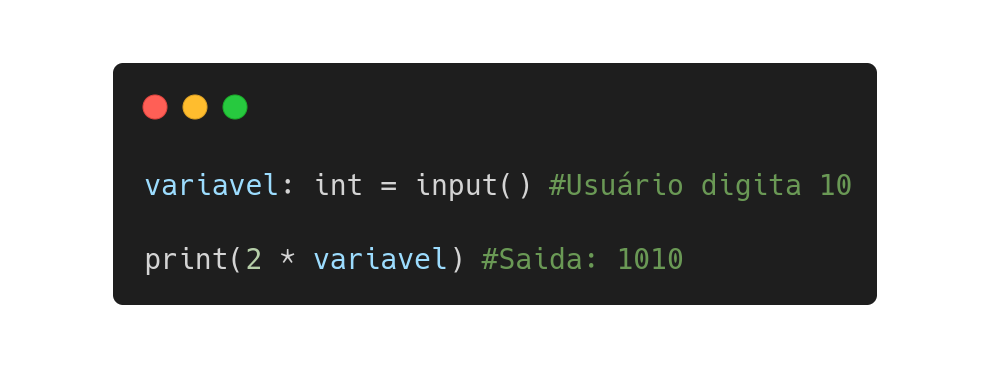 variavel: int = input() #Usuário digita 10
print(2 * variavel) #Saida: 1010